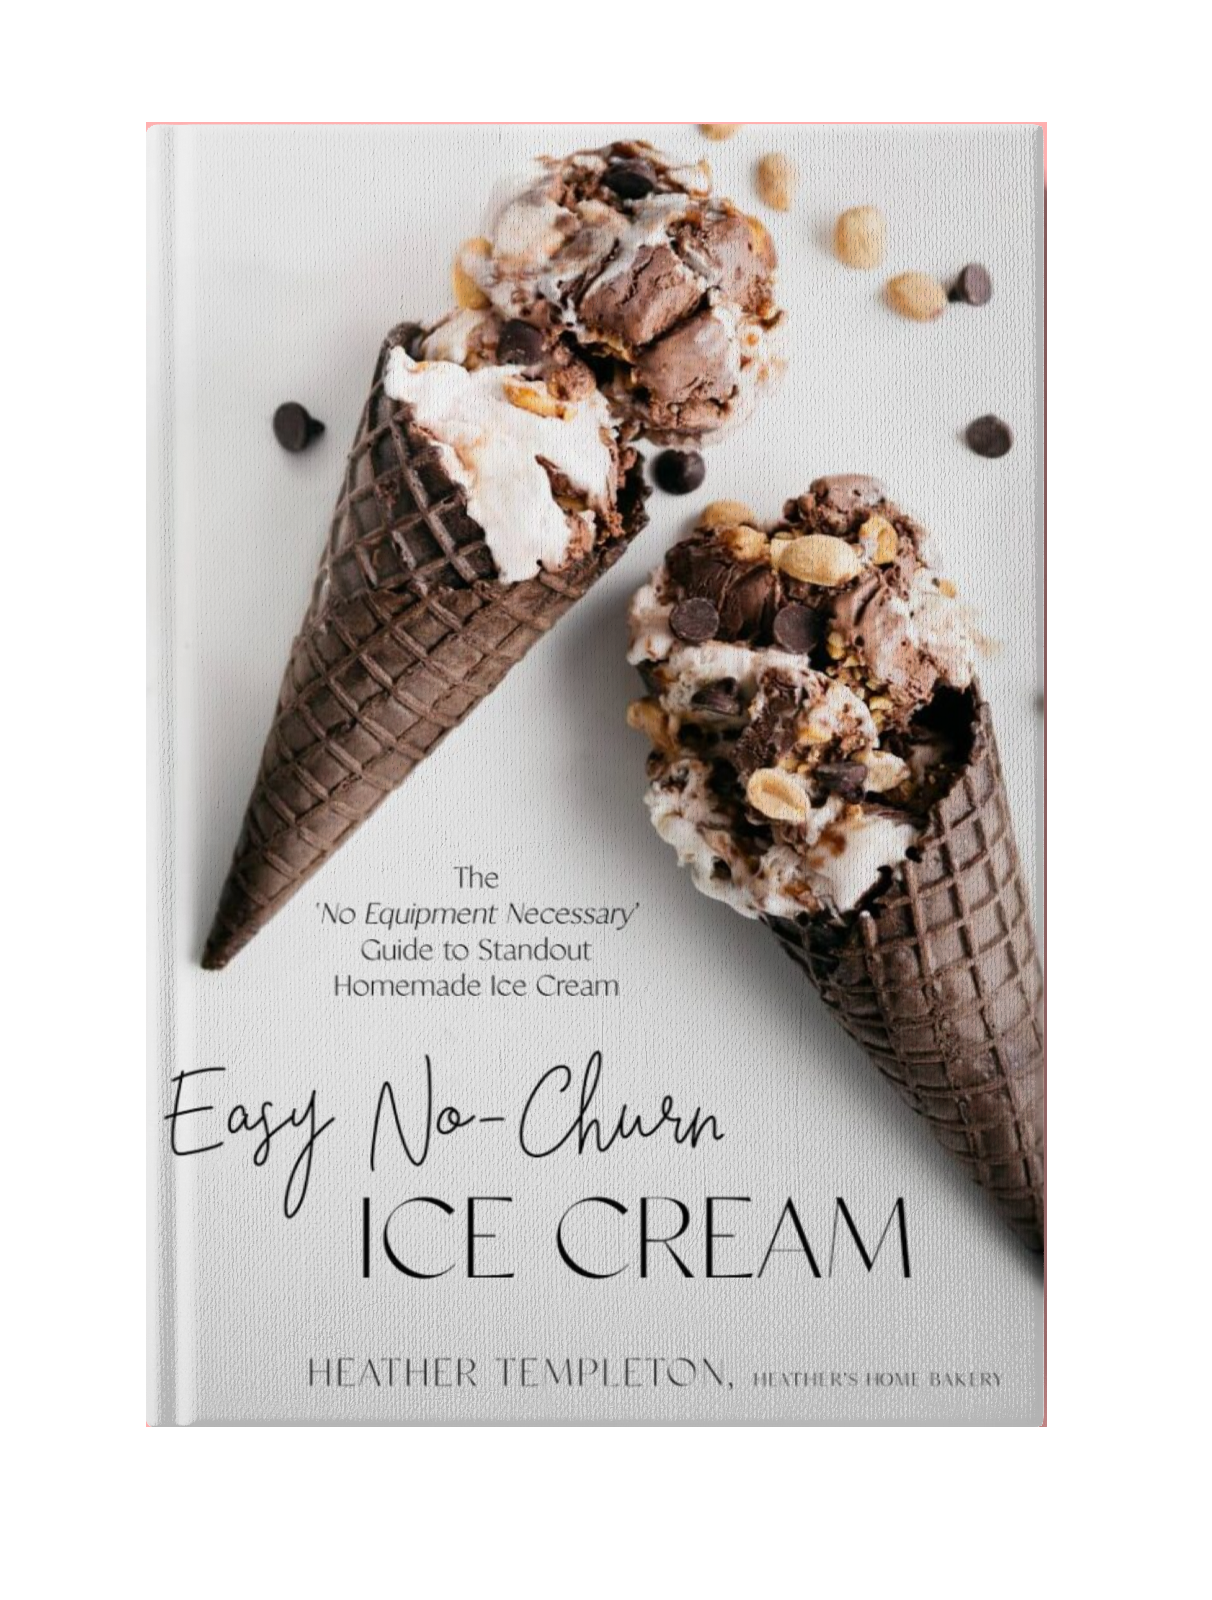 The
'No Equipment Necessary'
Guide to Standout
Homemade Ice Cream
Easy No-Churn
ICE CREAM
HEATHER TEMPLETON, HEATHER'S HOME BAKERY